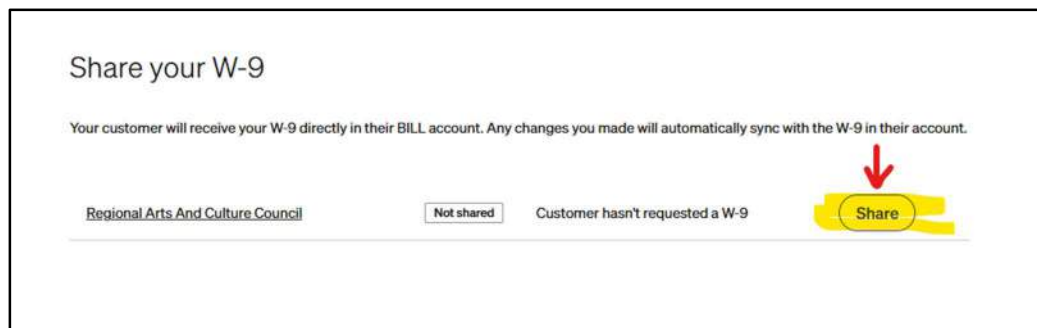 Share your W-9
Your customer will receive your W-9 directly in their BILL account. Any changes you made will automatically sync with the W-9 in their account.
Regional Arts And Culture Council Not shared Customer hasn't requested a W-9 Share